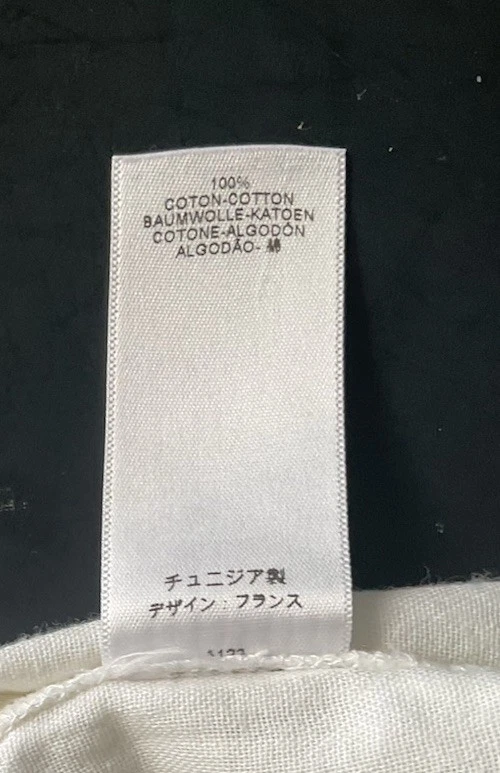 100%
COTON-COTTON
BAUMWOLLE-KATOEN
COTONE-ALGODÓN
ALGODÃO- 綿
チュニジア製
デザイン : フランス